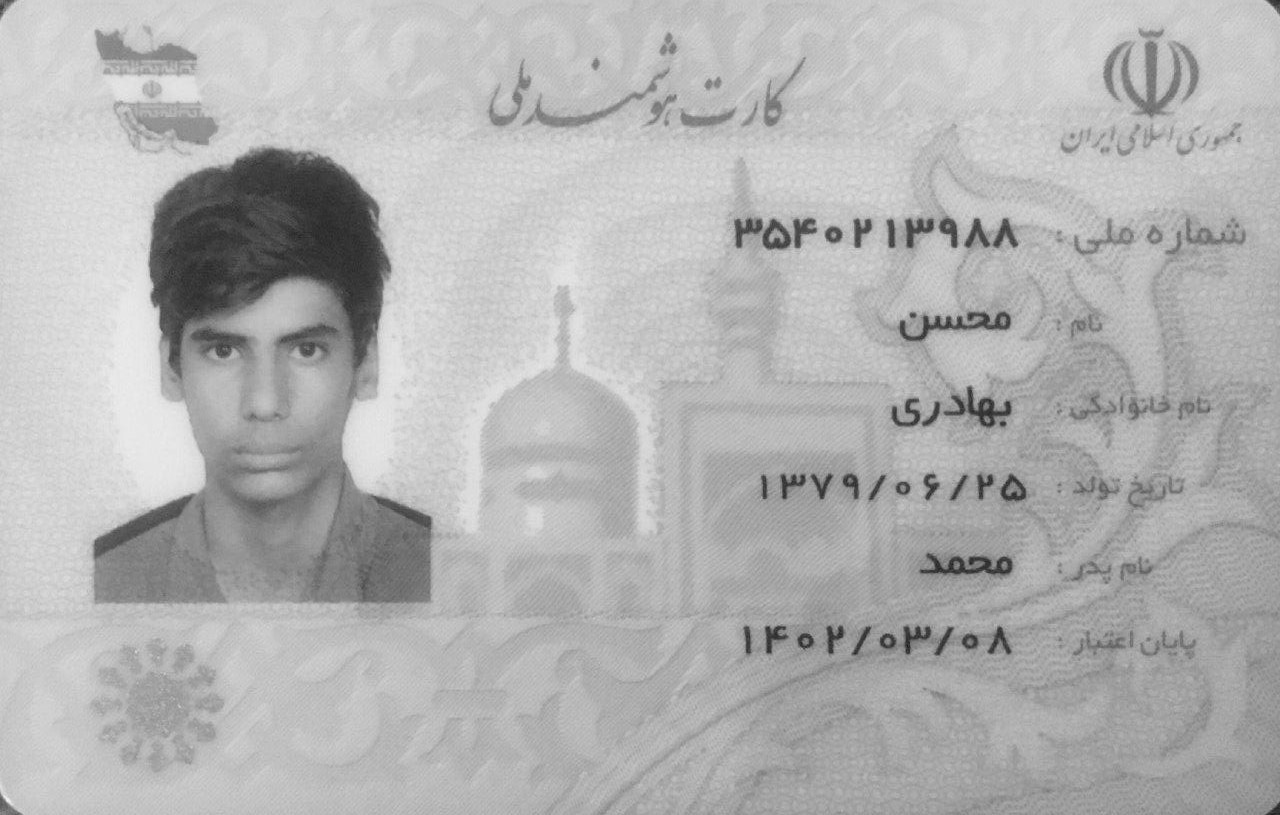 کارت هوشمند ملی
جمهوری اسلامی ایران
شماره ملی : ۳۵۴۰۲۱۳۹۸۸
نام : محسن
نام خانوادگی : بهادری
تاریخ تولد : ۱۳۷۹/۰۶/۲۵
نام پدر : محمد
پایان اعتبار : ۱۴۰۲/۰۳/۰۸